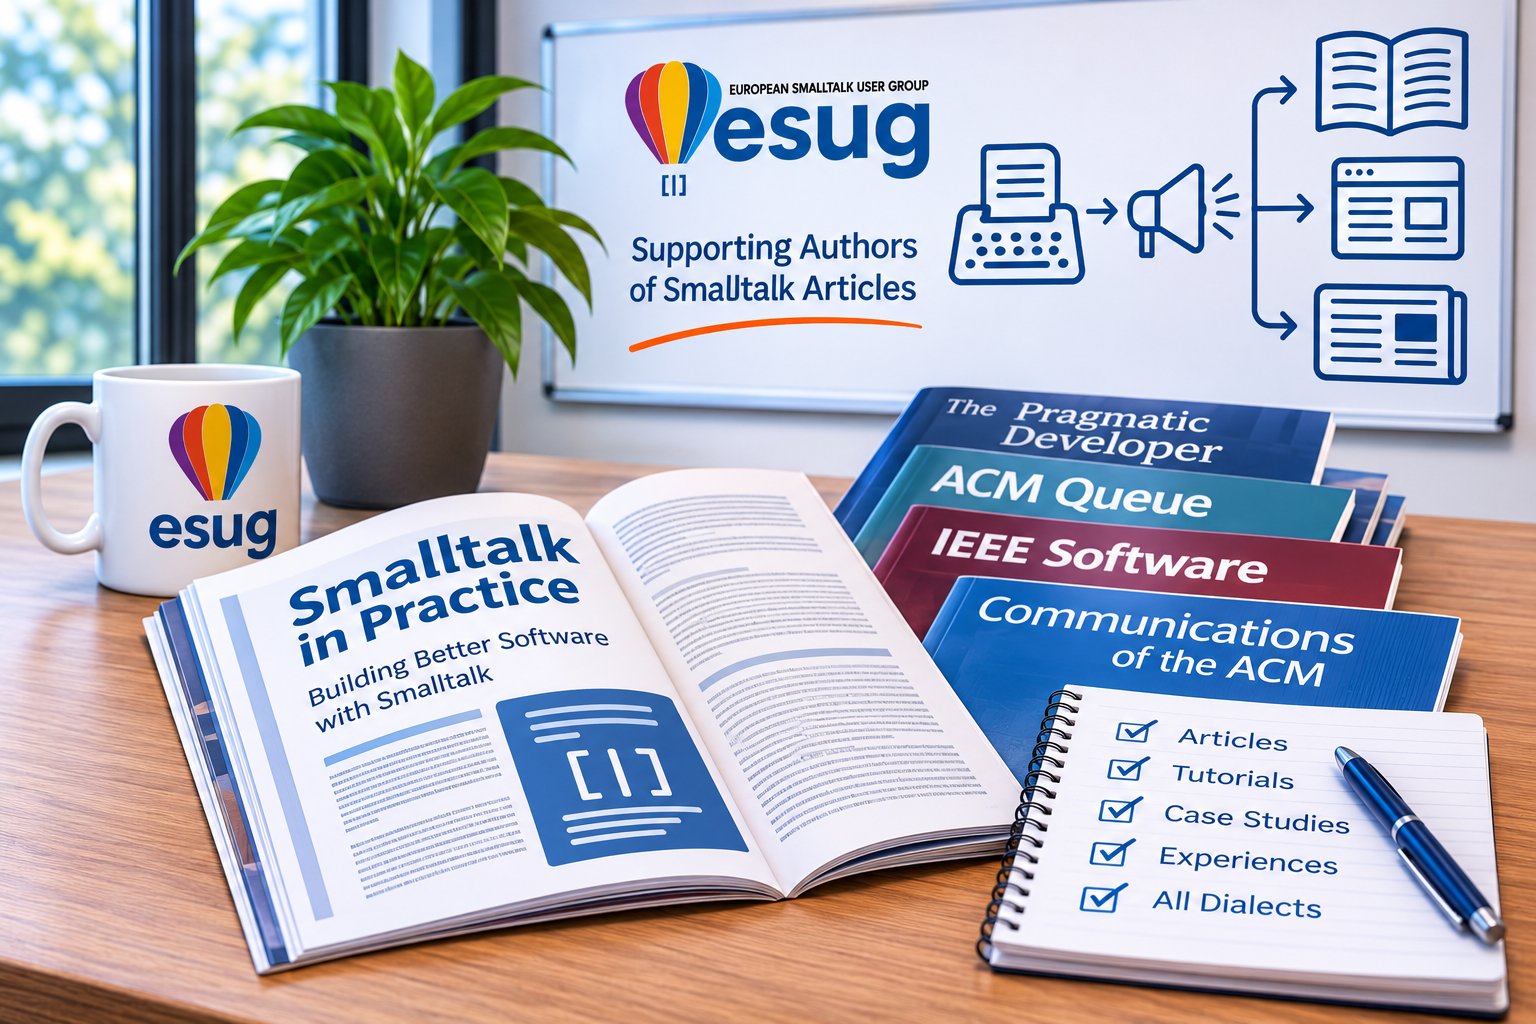 EUROPEAN SMALLTALK USER GROUP
esug
[|]
Supporting Authors
of Smalltalk Articles
esug
Smalltalk
in Practice
Building Better Software
with Smalltalk
[|]
The Pragmatic
Developer
ACM Queue
IEEE Software
Communications
of the ACM
Articles
Tutorials
Case Studies
Experiences
All Dialects